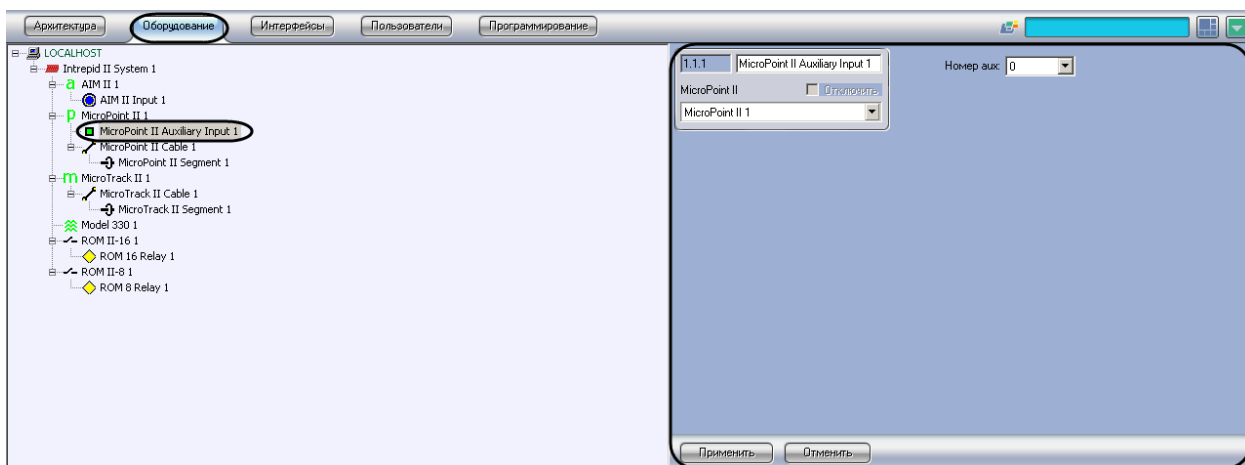 Архитектура Оборудование Интерфейсы Пользователи Программирование
LOCALHOST
Intrepid II System 1
AIM II 1
AIM II Input 1
MicroPoint II 1
MicroPoint II Auxiliary Input 1
MicroPoint II Cable 1
MicroPoint II Segment 1
MicroTrack II 1
MicroTrack II Cable 1
MicroTrack II Segment 1
Model 330 1
ROM II-16 1
ROM 16 Relay 1
ROM II-8 1
ROM 8 Relay 1
1.1.1 MicroPoint II Auxiliary Input 1 Номер aux: 0
MicroPoint II Отключить
MicroPoint II 1
Применить Отменить